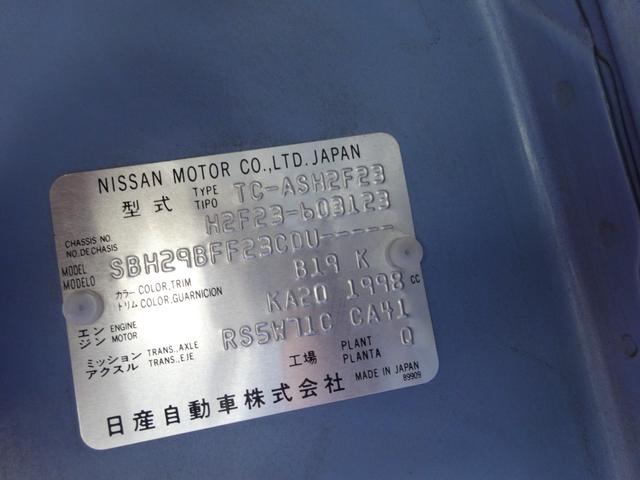 NISSAN MOTOR CO., LTD. JAPAN
型式 TYPE TIPO TC-ASH2F23
CHASSIS NO. NO. DE CHASIS H2F23-603123
MODEL MODELO SBH29BFF23CDU-----
カラー COLOR, TRIM トリム COLOR, GUARNICION B19 K
エンジン ENGINE MOTOR KA20 1998 CC
ミッション アクスル TRANS., AXLE TRANS., EJE RS5W71C CA41
工場 PLANT PLANTA Q
日産自動車株式会社 MADE IN JAPAN
89909